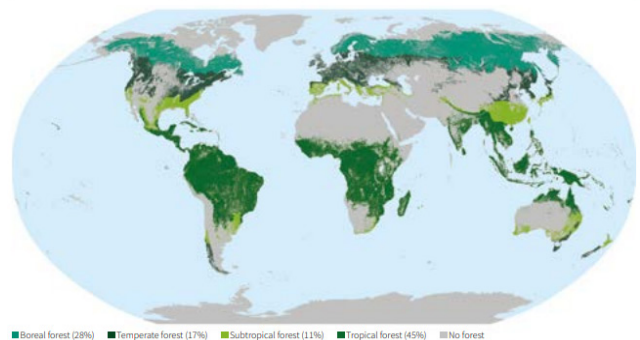 Boreal forest (28%) Temperate forest (17%) Subtropical forest (11%) Tropical forest (45%) No forest